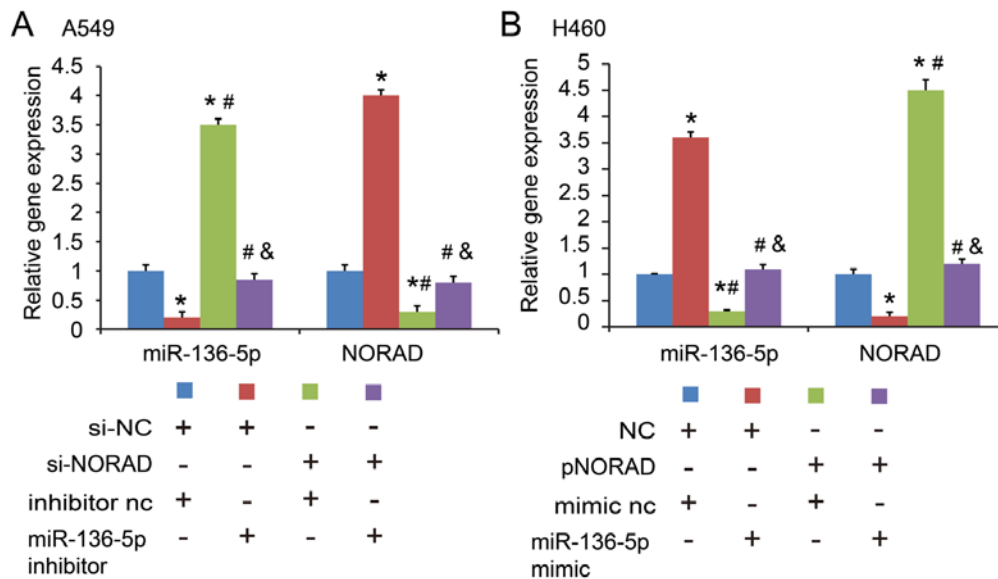 A A549
4.5
4
3.5
3
2.5
2
1.5
1
0.5
0
Relative gene expression
*
* #
# &
*
*#
# &
miR-136-5p NORAD
si-NC + + - -
si-NORAD - - + +
inhibitor nc + - + -
miR-136-5p - + - +
inhibitor
B H460
5
4.5
4
3.5
3
2.5
2
1.5
1
0.5
0
Relative gene expression
*
*#
# &
*
* #
# &
miR-136-5p NORAD
NC + + - -
pNORAD - - + +
mimic nc + - + -
miR-136-5p - + - +
mimic